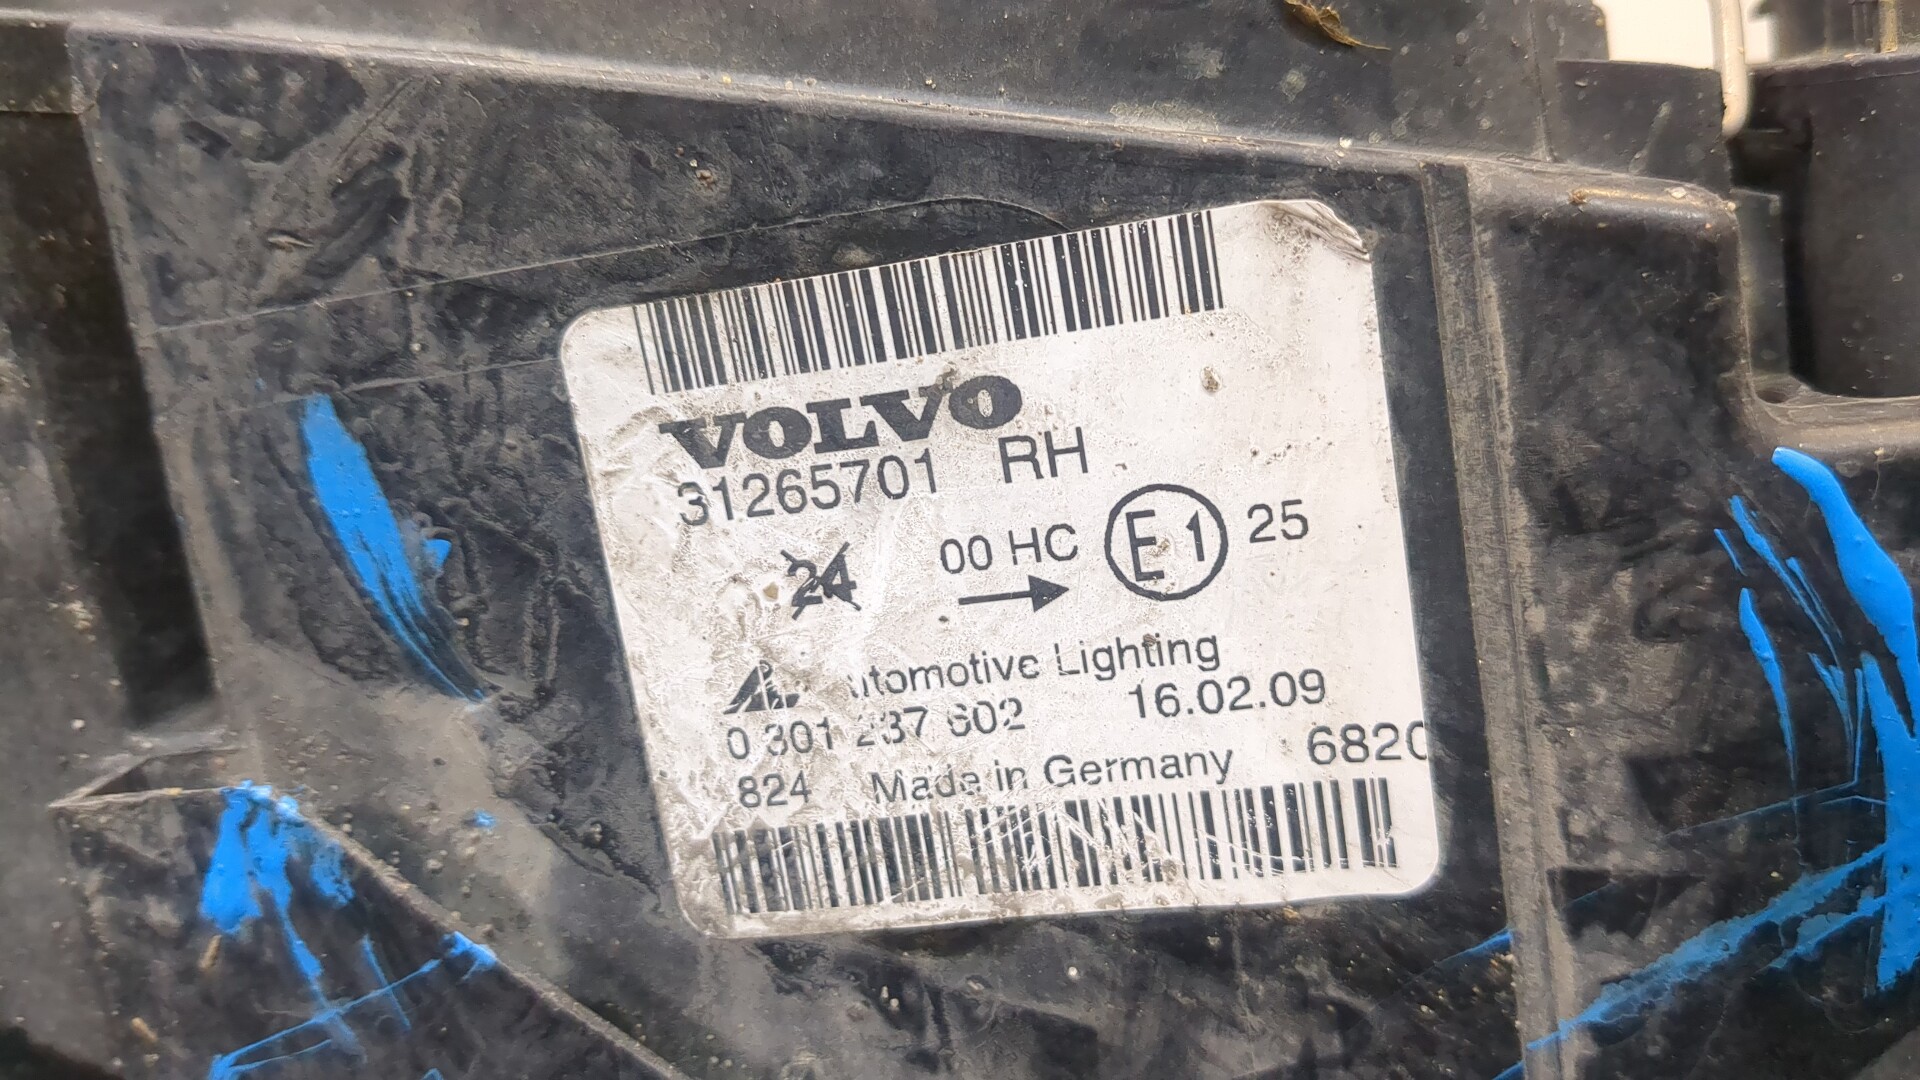 VOLVO
31265701 RH
24 00 HC E1 25
utomotive Lighting
0 301 237 602 16.02.09
824 Made in Germany 6820